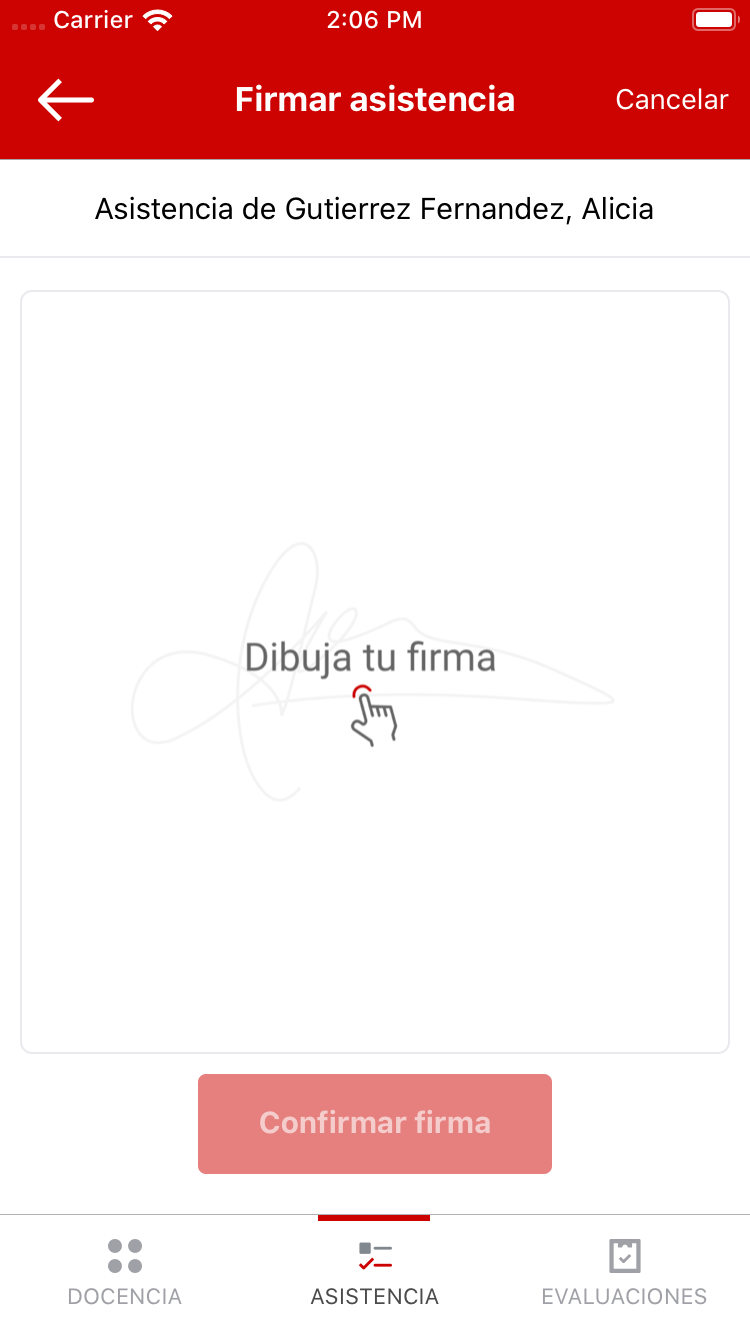 Carrier 2:06 PM
Firmar asistencia Cancelar
Asistencia de Gutierrez Fernandez, Alicia
Dibuja tu firma
Confirmar firma
DOCENCIA ASISTENCIA EVALUACIONES